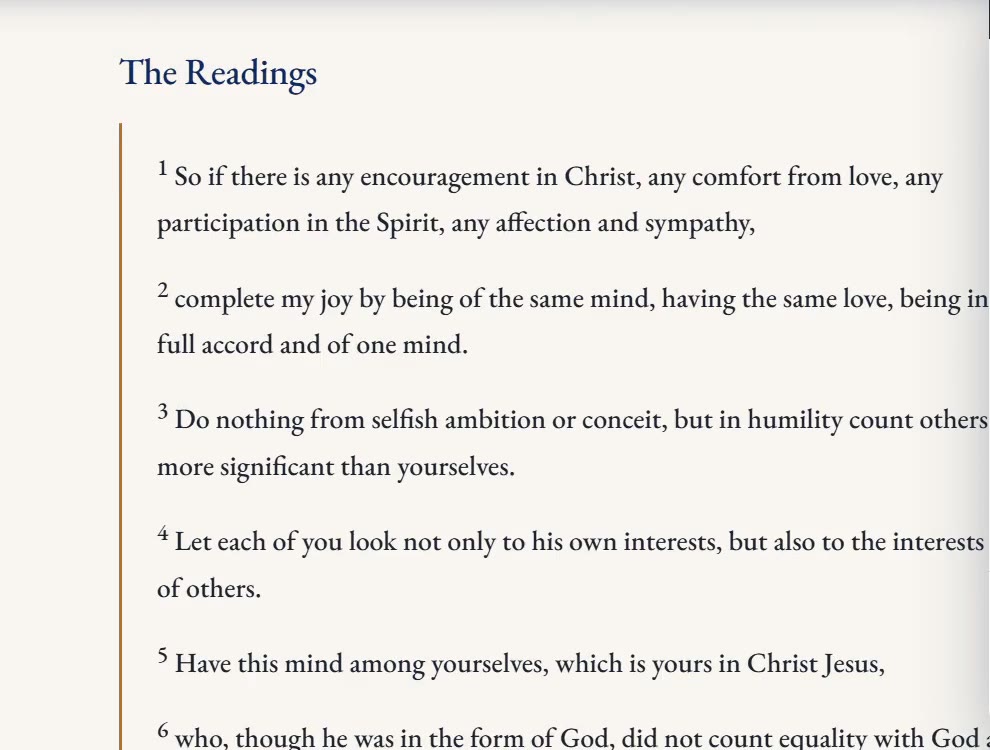 The Readings
1 So if there is any encouragement in Christ, any comfort from love, any
participation in the Spirit, any affection and sympathy,
2 complete my joy by being of the same mind, having the same love, being in
full accord and of one mind.
3 Do nothing from selfish ambition or conceit, but in humility count others
more significant than yourselves.
4 Let each of you look not only to his own interests, but also to the interests
of others.
5 Have this mind among yourselves, which is yours in Christ Jesus,
6 who, though he was in the form of God, did not count equality with God